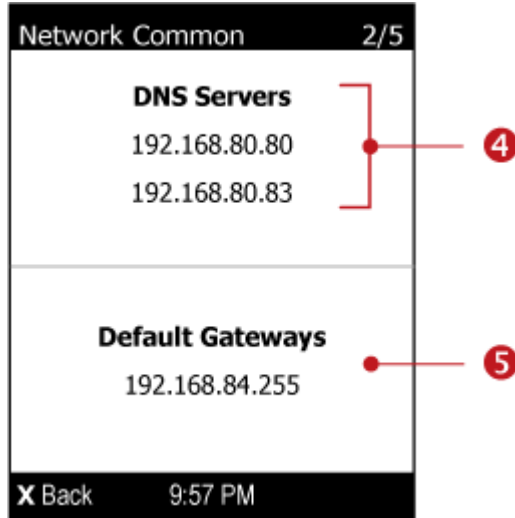 Network Common 2/5
DNS Servers
192.168.80.80
4
192.168.80.83
Default Gateways
5
192.168.84.255
X Back 9:57 PM